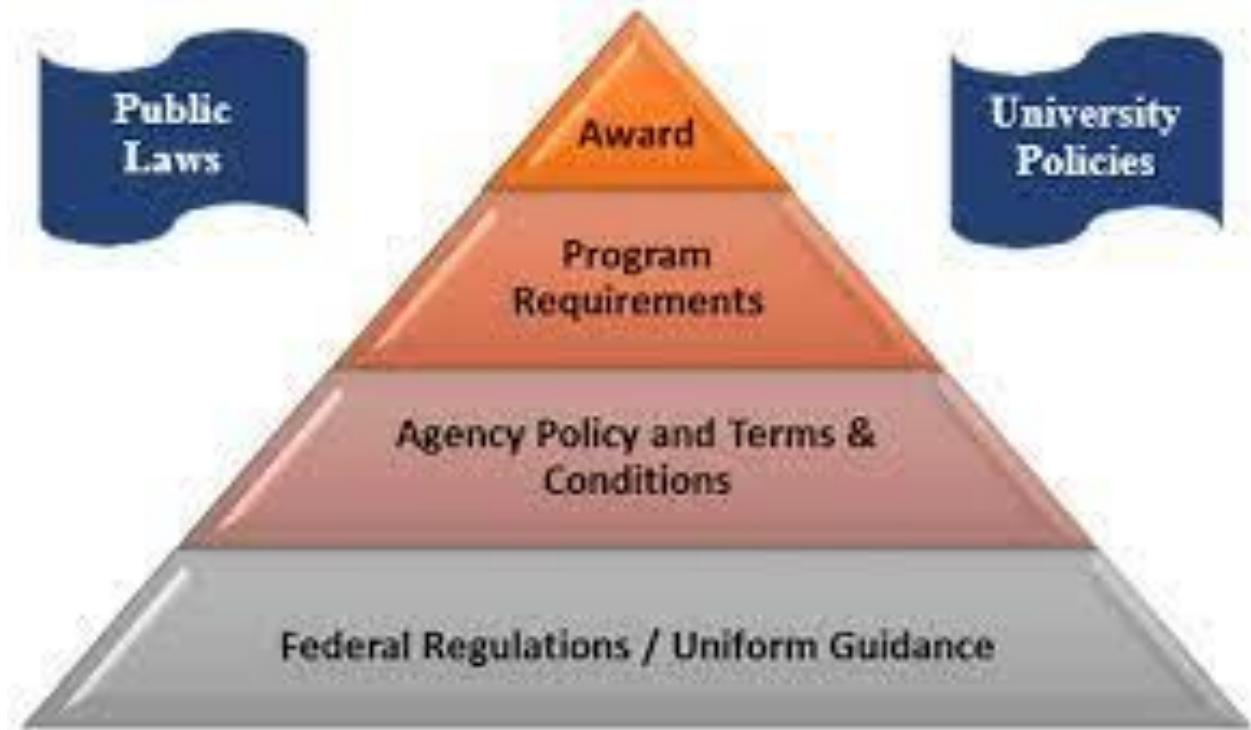 Public
Laws
University
Policies
Award
Program
Requirements
Agency Policy and Terms &
Conditions
Federal Regulations / Uniform Guidance